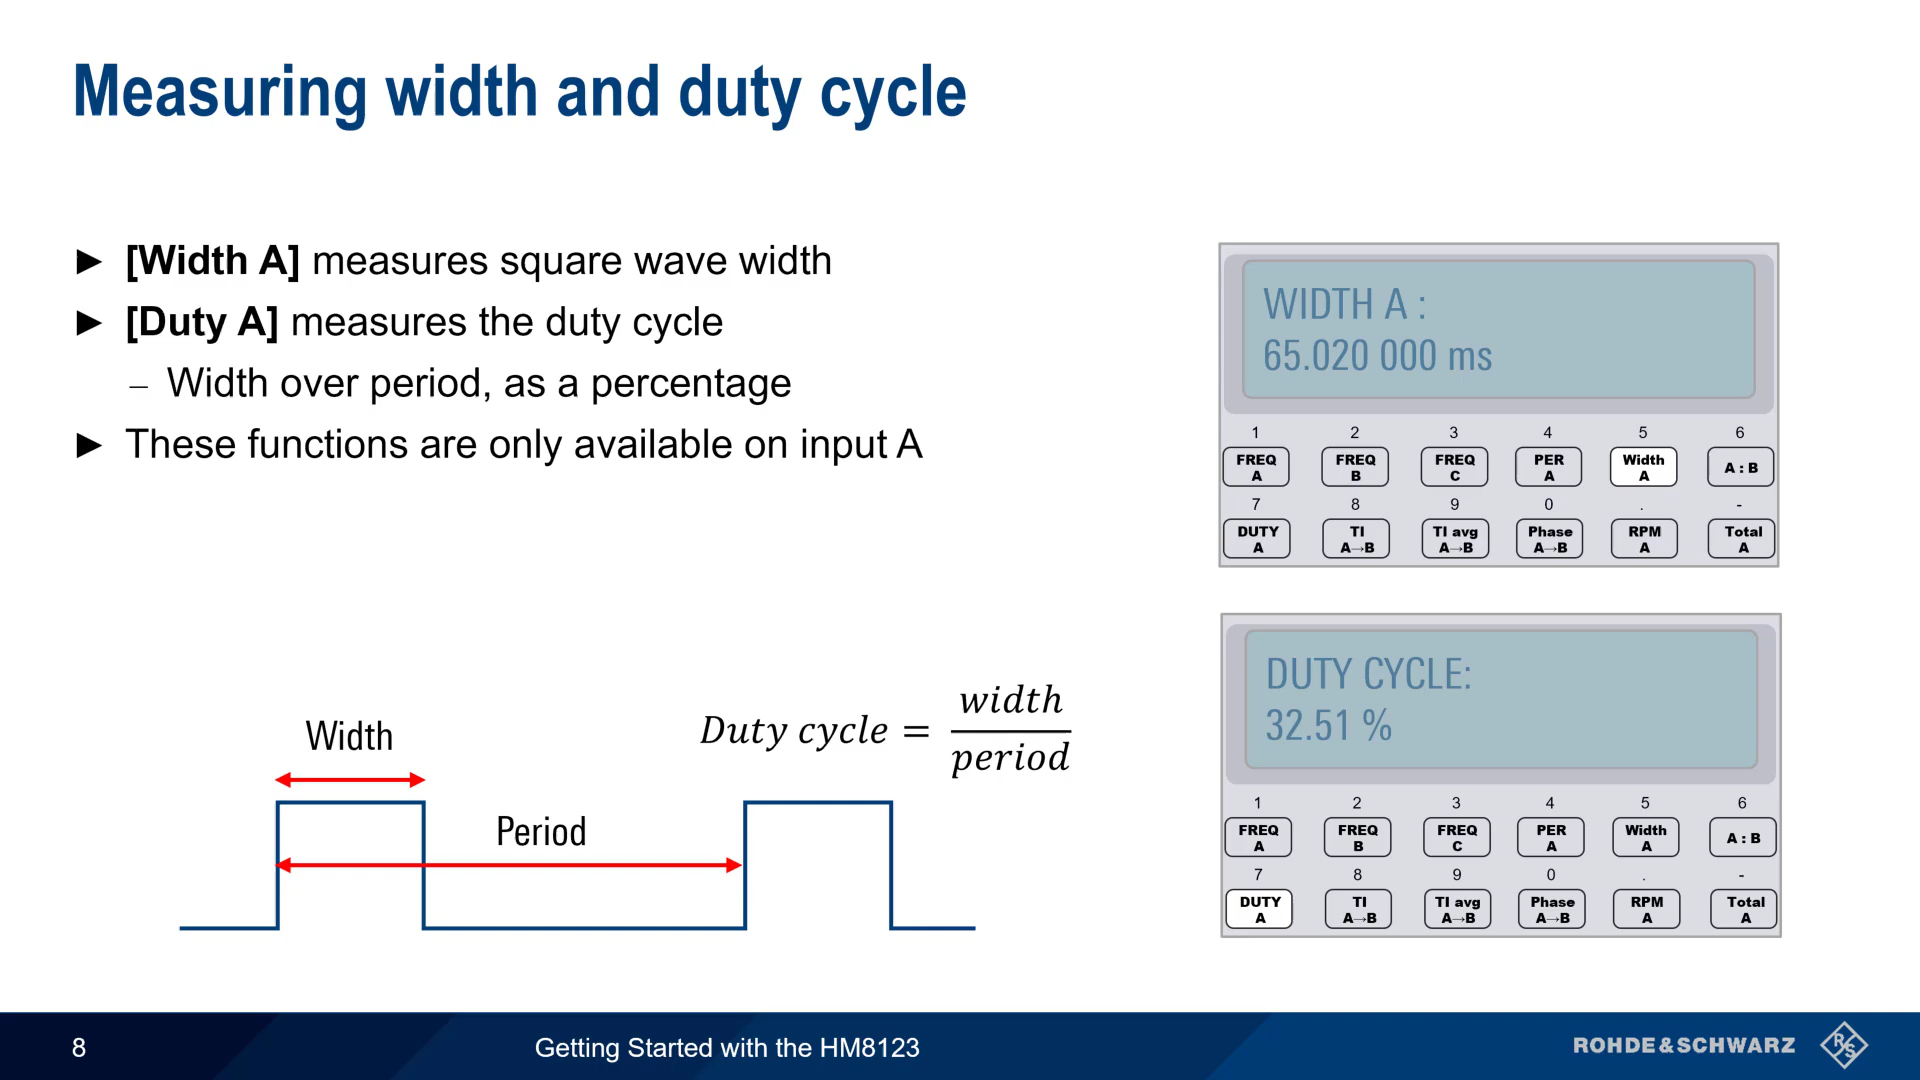 Measuring width and duty cycle
► [Width A] measures square wave width
► [Duty A] measures the duty cycle
– Width over period, as a percentage
► These functions are only available on input A
Width
Period
Duty cycle = width / period
WIDTH A :
65.020 000 ms
1 2 3 4 5 6
FREQ A FREQ B FREQ C PER A Width A A : B
7 8 9 0 . -
DUTY A TI A→B TI avg A→B Phase A→B RPM A Total A
DUTY CYCLE:
32.51 %
1 2 3 4 5 6
FREQ A FREQ B FREQ C PER A Width A A : B
7 8 9 0 . -
DUTY A TI A→B TI avg A→B Phase A→B RPM A Total A
8
Getting Started with the HM8123
ROHDE&SCHWARZ
R&S